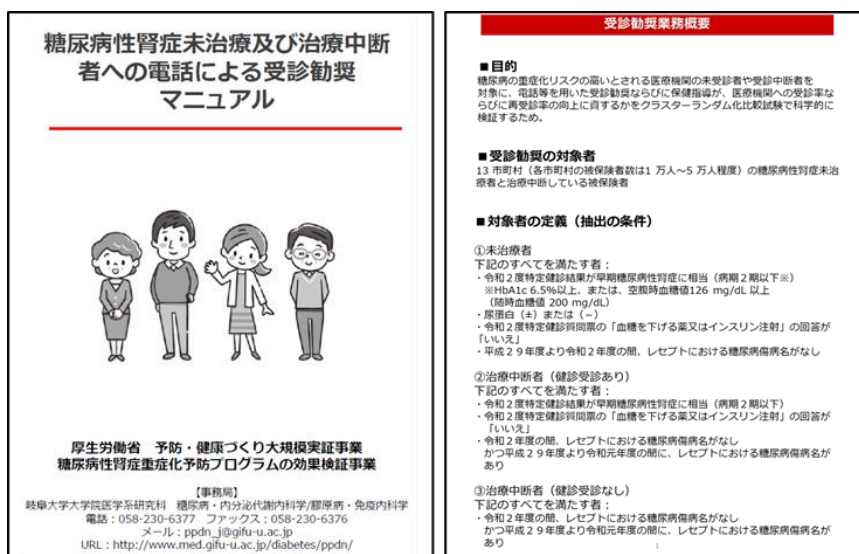 糖尿病性腎症未治療及び治療中断
者への電話による受診勧奨
マニュアル
厚生労働省 予防・健康づくり大規模実証事業
糖尿病性腎症重症化予防プログラムの効果検証事業
【事務局】
岐阜大学大学院医学系研究科 糖尿病・内分泌代謝内科学/膠原病・免疫内科学
電話：058-230-6377 ファックス：058-230-6376
メール：ppdn_j@gifu-u.ac.jp
URL：http://www.med.gifu-u.ac.jp/diabetes/ppdn/
受診勧奨業務概要
■目的
糖尿病の重症化リスクの高いとされる医療機関の未受診者や受診中断者を
対象に、電話等を用いた受診勧奨ならびに保健指導が、医療機関への受診率な
らびに再受診率の向上に資するかをクラスターランダム化比較試験で科学的に
検証するため。
■受診勧奨の対象者
13 市町村（各市町村の被保険者数は1 万人～5 万人程度）の糖尿病性腎症未治
療者と治療中断している被保険者
■対象者の定義（抽出の条件）
①未治療者
下記のすべてを満たす者：
・令和２度特定健診結果が早期糖尿病性腎症に相当（病期２期以下※）
※HbA1c 6.5%以上、または、空腹時血糖値126 mg/dL 以上
（随時血糖値 200 mg/dL）
・尿蛋白（±）または（−）
・令和２度特定健診質問票の「血糖を下げる薬又はインスリン注射」の回答が
「いいえ」
・平成２９年度より令和２年度の間、レセプトにおける糖尿病傷病名がなし
②治療中断者（健診受診あり）
下記のすべてを満たす者：
・令和２度特定健診結果が早期糖尿病性腎症に相当（病期２期以下）
・令和２度特定健診質問票の「血糖を下げる薬又はインスリン注射」の回答が
「いいえ」
・令和２年度の間、レセプトにおける糖尿病傷病名がなし
かつ平成２９年度より令和元年度の間に、レセプトにおける糖尿病傷病名が
あり
③治療中断者（健診受診なし）
下記のすべてを満たす者：
・令和２年度の間、レセプトにおける糖尿病傷病名がなし
かつ平成２９年度より令和元年度の間に、レセプトにおける糖尿病傷病名が
あり
1